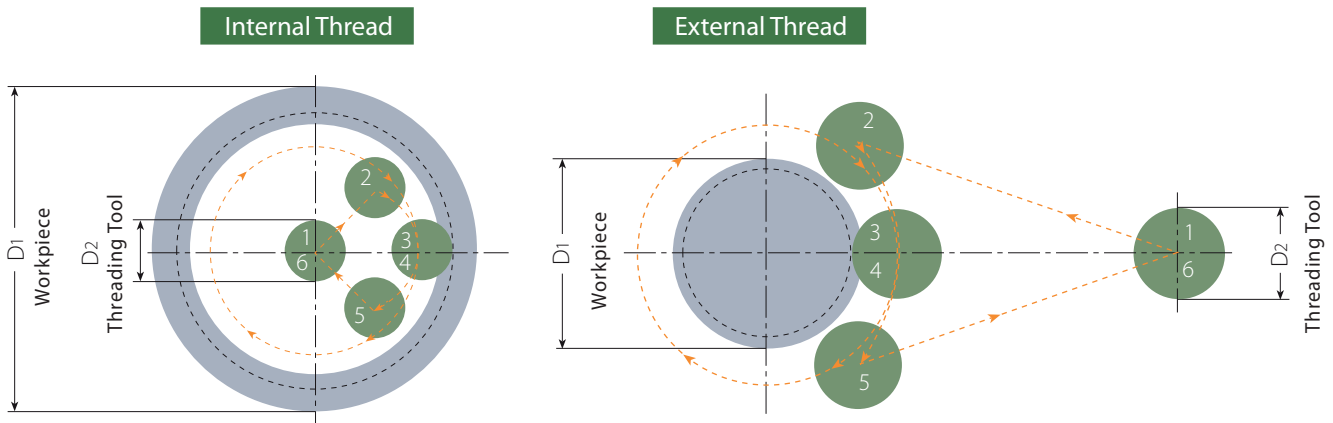 Internal Thread
External Thread
D1
Workpiece
D2
Threading Tool
1
6
2
3
4
5
D1
Workpiece
2
3
4
5
1
6
D2
Threading Tool